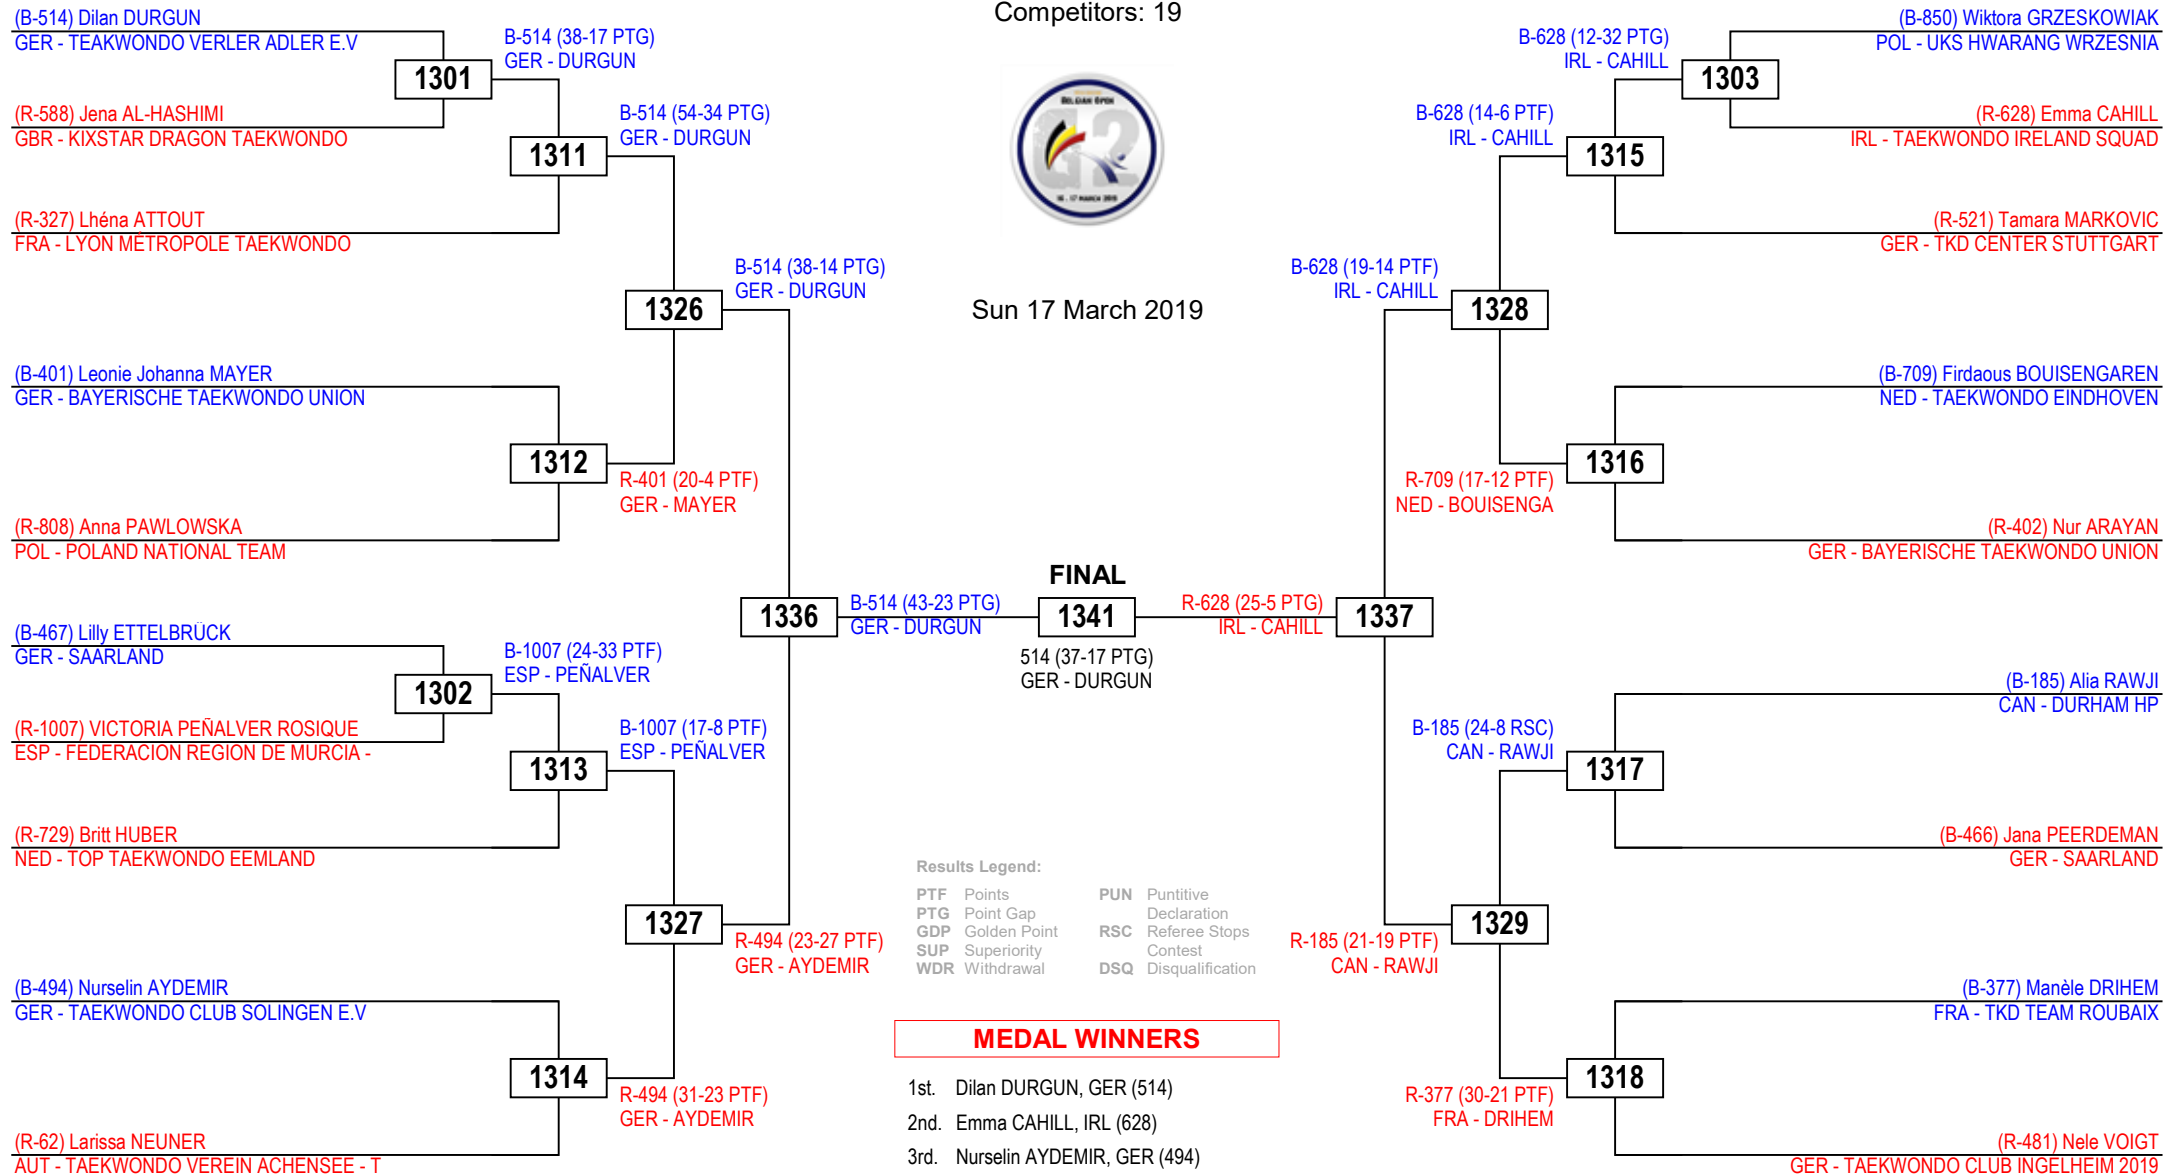 Competitors: 19
BELGIAN OPEN
G2
16 - 17 MARCH 2019
Sun 17 March 2019
(B-514) Dilan DURGUN
GER - TEAKWONDO VERLER ADLER E.V
(R-588) Jena AL-HASHIMI
GBR - KIXSTAR DRAGON TAEKWONDO
(R-327) Lhéna ATTOUT
FRA - LYON MÉTROPOLE TAEKWONDO
(B-401) Leonie Johanna MAYER
GER - BAYERISCHE TAEKWONDO UNION
(R-808) Anna PAWLOWSKA
POL - POLAND NATIONAL TEAM
(B-467) Lilly ETTELBRÜCK
GER - SAARLAND
(R-1007) VICTORIA PEÑALVER ROSIQUE
ESP - FEDERACION REGION DE MURCIA -
(R-729) Britt HUBER
NED - TOP TAEKWONDO EEMLAND
(B-494) Nurselin AYDEMIR
GER - TAEKWONDO CLUB SOLINGEN E.V
(R-62) Larissa NEUNER
AUT - TAEKWONDO VEREIN ACHENSEE - T
1301
B-514 (38-17 PTG)
GER - DURGUN
1302
B-1007 (24-33 PTF)
ESP - PEÑALVER
1311
B-514 (54-34 PTG)
GER - DURGUN
1312
R-401 (20-4 PTF)
GER - MAYER
1313
B-1007 (17-8 PTF)
ESP - PEÑALVER
1314
R-494 (31-23 PTF)
GER - AYDEMIR
1326
B-514 (38-14 PTG)
GER - DURGUN
1327
R-494 (23-27 PTF)
GER - AYDEMIR
1336
B-514 (43-23 PTG)
GER - DURGUN
FINAL
1341
514 (37-17 PTG)
GER - DURGUN
R-628 (25-5 PTG)
IRL - CAHILL
1337
B-628 (19-14 PTF)
IRL - CAHILL
1328
R-185 (21-19 PTF)
CAN - RAWJI
1329
B-628 (14-6 PTF)
IRL - CAHILL
1315
R-709 (17-12 PTF)
NED - BOUISENGA
1316
B-185 (24-8 RSC)
CAN - RAWJI
1317
R-377 (30-21 PTF)
FRA - DRIHEM
1318
B-628 (12-32 PTG)
IRL - CAHILL
1303
(B-850) Wiktora GRZESKOWIAK
POL - UKS HWARANG WRZESNIA
(R-628) Emma CAHILL
IRL - TAEKWONDO IRELAND SQUAD
(R-521) Tamara MARKOVIC
GER - TKD CENTER STUTTGART
(B-709) Firdaous BOUISENGAREN
NED - TAEKWONDO EINDHOVEN
(R-402) Nur ARAYAN
GER - BAYERISCHE TAEKWONDO UNION
(B-185) Alia RAWJI
CAN - DURHAM HP
(B-466) Jana PEERDEMAN
GER - SAARLAND
(B-377) Manèle DRIHEM
FRA - TKD TEAM ROUBAIX
(R-481) Nele VOIGT
GER - TAEKWONDO CLUB INGELHEIM 2019
Results Legend:
PTF Points
PTG Point Gap
GDP Golden Point
SUP Superiority
WDR Withdrawal
PUN Puntitive
Declaration
RSC Referee Stops
Contest
DSQ Disqualification
MEDAL WINNERS
1st. Dilan DURGUN, GER (514)
2nd. Emma CAHILL, IRL (628)
3rd. Nurselin AYDEMIR, GER (494)